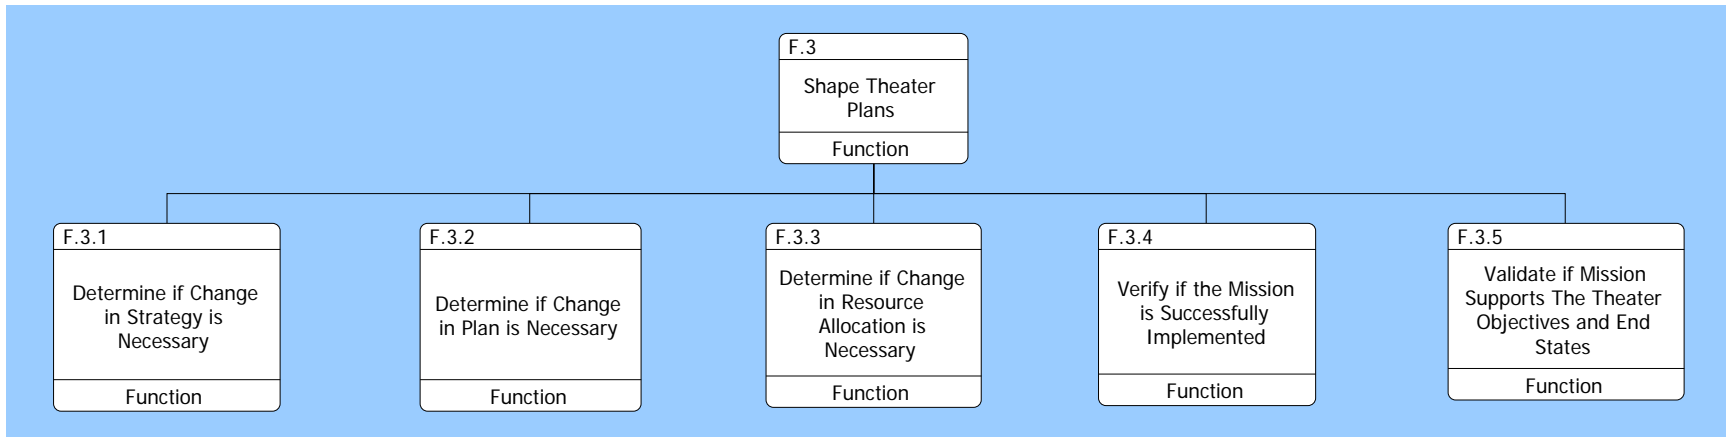 F.3
Shape Theater
Plans
Function
F.3.1
Determine if Change
in Strategy is
Necessary
Function
F.3.2
Determine if Change
in Plan is Necessary
Function
F.3.3
Determine if Change
in Resource
Allocation is
Necessary
Function
F.3.4
Verify if the Mission
is Successfully
Implemented
Function
F.3.5
Validate if Mission
Supports The Theater
Objectives and End
States
Function